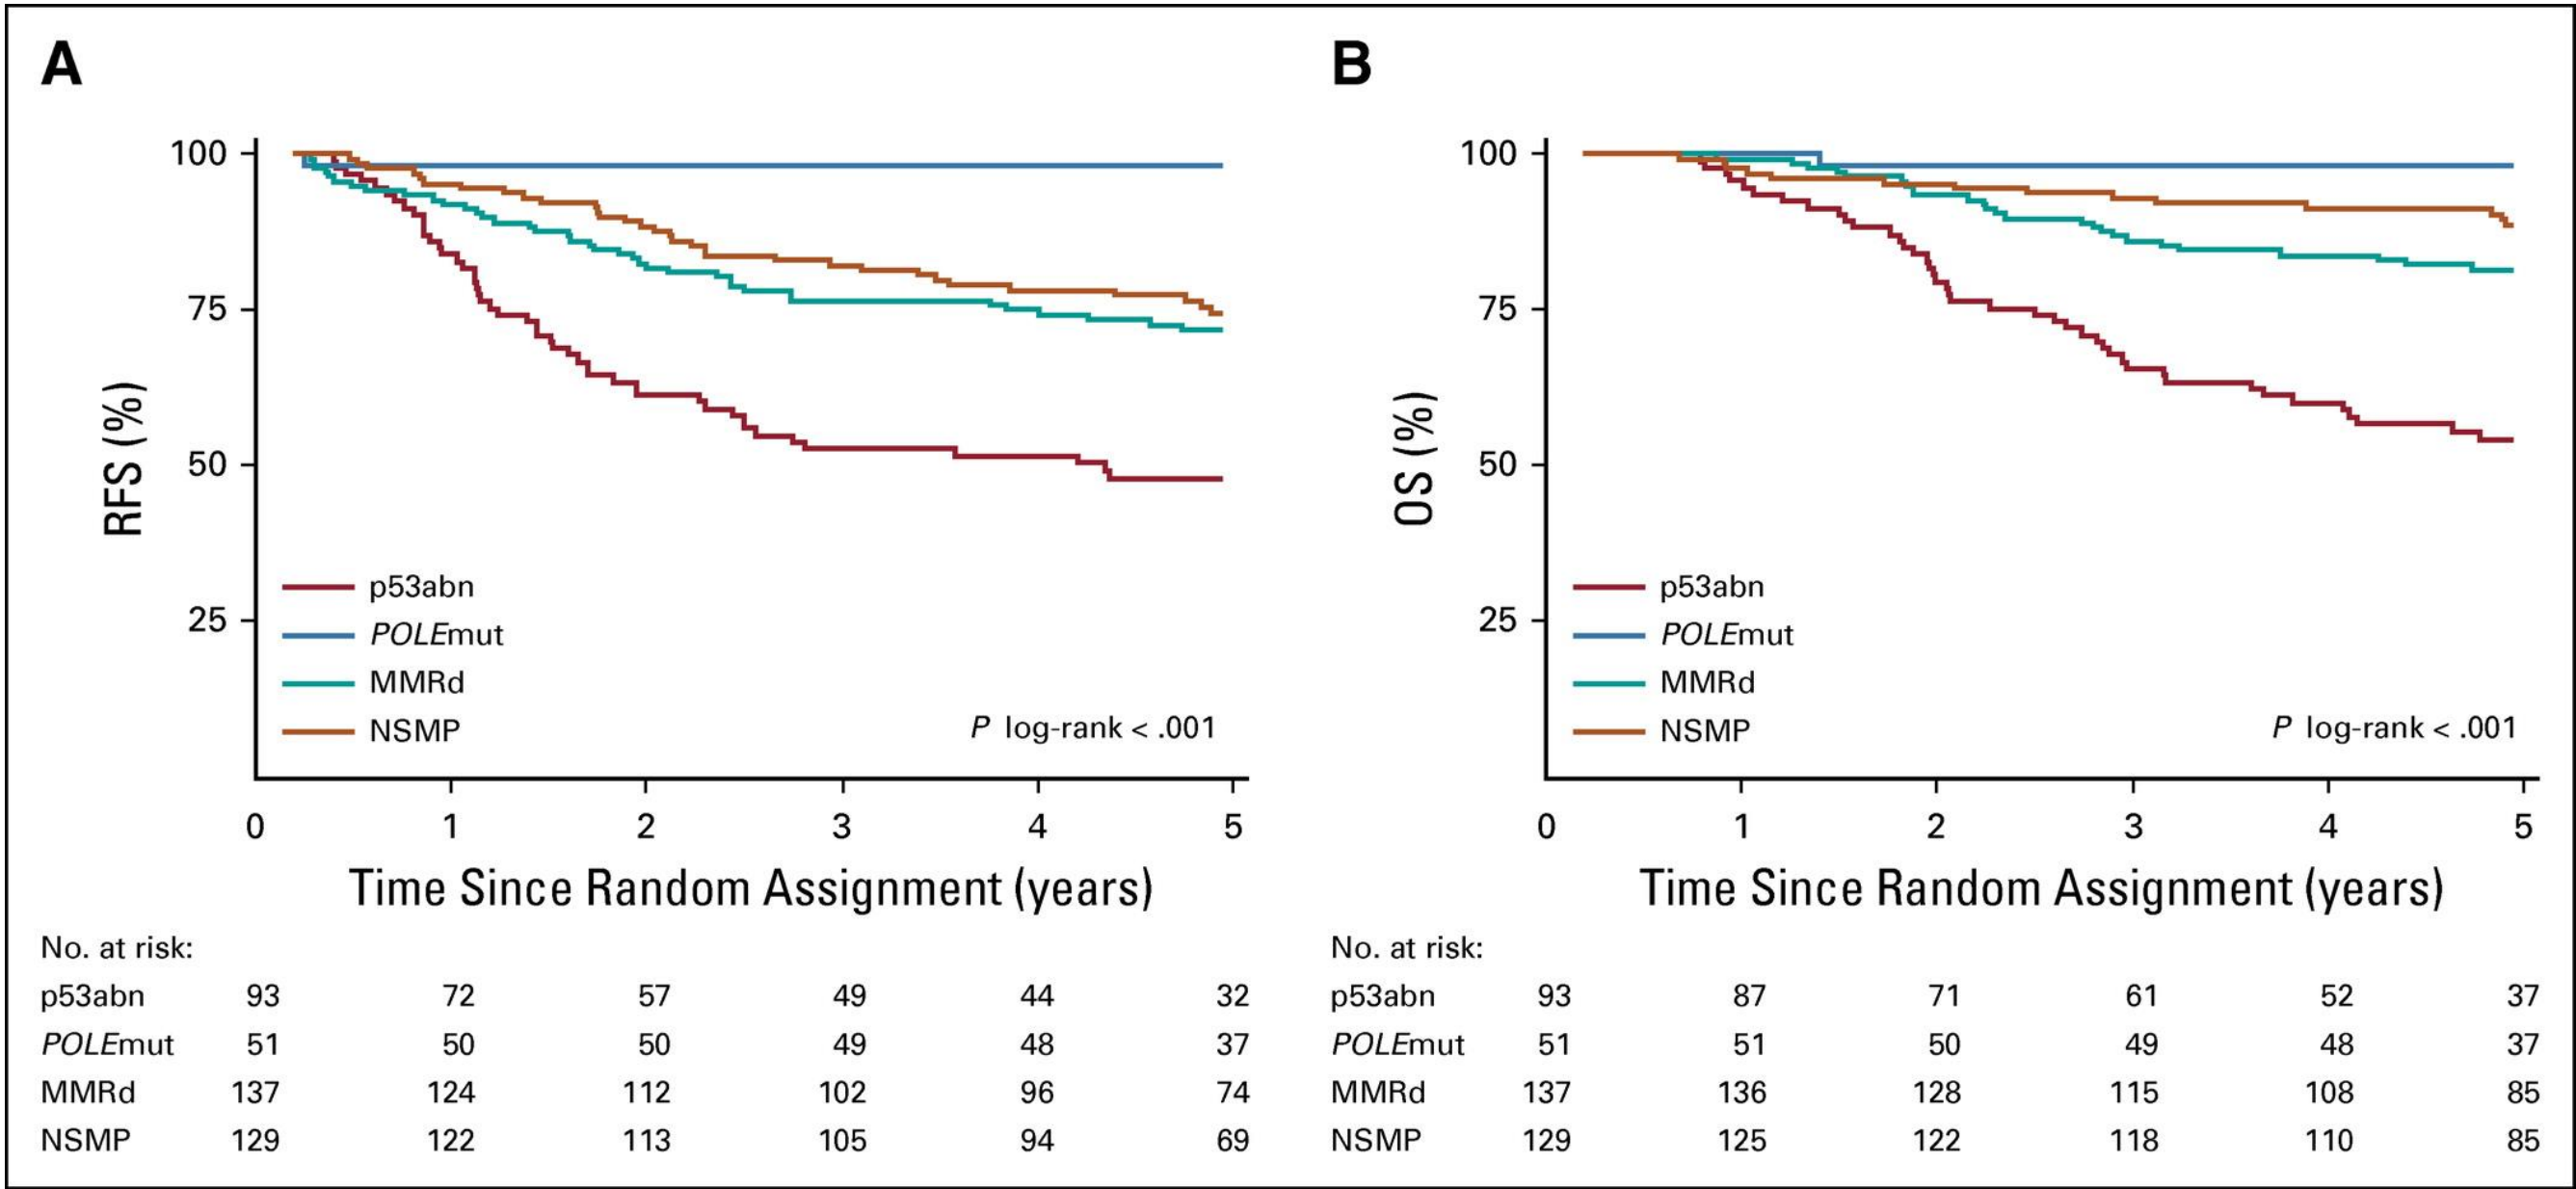 A
100
75
50
25
RFS (%)
p53abn
POLEmut
MMRd
NSMP
P log-rank < .001
0 1 2 3 4 5
Time Since Random Assignment (years)
No. at risk:
p53abn 93 72 57 49 44 32
POLEmut 51 50 50 49 48 37
MMRd 137 124 112 102 96 74
NSMP 129 122 113 105 94 69
B
100
75
50
25
OS (%)
p53abn
POLEmut
MMRd
NSMP
P log-rank < .001
0 1 2 3 4 5
Time Since Random Assignment (years)
No. at risk:
p53abn 93 87 71 61 52 37
POLEmut 51 51 50 49 48 37
MMRd 137 136 128 115 108 85
NSMP 129 125 122 118 110 85